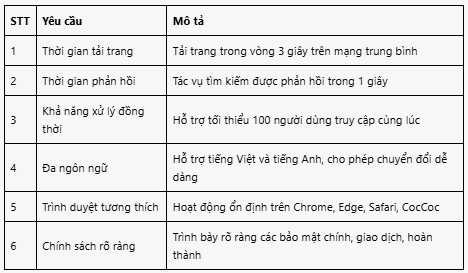 STT Yêu cầu Mô tả
1 Thời gian tải trang Tải trang trong vòng 3 giây trên mạng trung bình
2 Thời gian phản hồi Tác vụ tìm kiếm được phản hồi trong 1 giây
3 Khả năng xử lý đồng thời Hỗ trợ tối thiểu 100 người dùng truy cập cùng lúc
4 Đa ngôn ngữ Hỗ trợ tiếng Việt và tiếng Anh, cho phép chuyển đổi dễ dàng
5 Trình duyệt tương thích Hoạt động ổn định trên Chrome, Edge, Safari, CocCoc
6 Chính sách rõ ràng Trình bày rõ ràng các bảo mật chính, giao dịch, hoàn thành